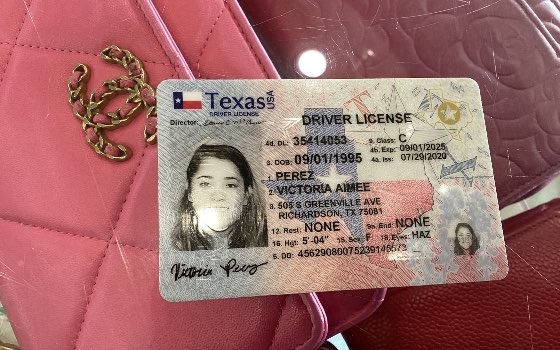 Texas USA
DRIVER LICENSE
Director:
DRIVER LICENSE
4d. DL: 35414053 9. Class: C
4b. Exp: 09/01/2025
3. DOB: 09/01/1995 4a. Iss: 07/29/2020
1. PEREZ
2. VICTORIA AIMEE
8. 505 S GREENVILLE AVE
RICHARDSON, TX 75081
12. Rest: NONE 9a. End: NONE
16. Hgt: 5'-04" 15. Sex: F 18. Eyes: HAZ
5. DD:
Victoria Perez